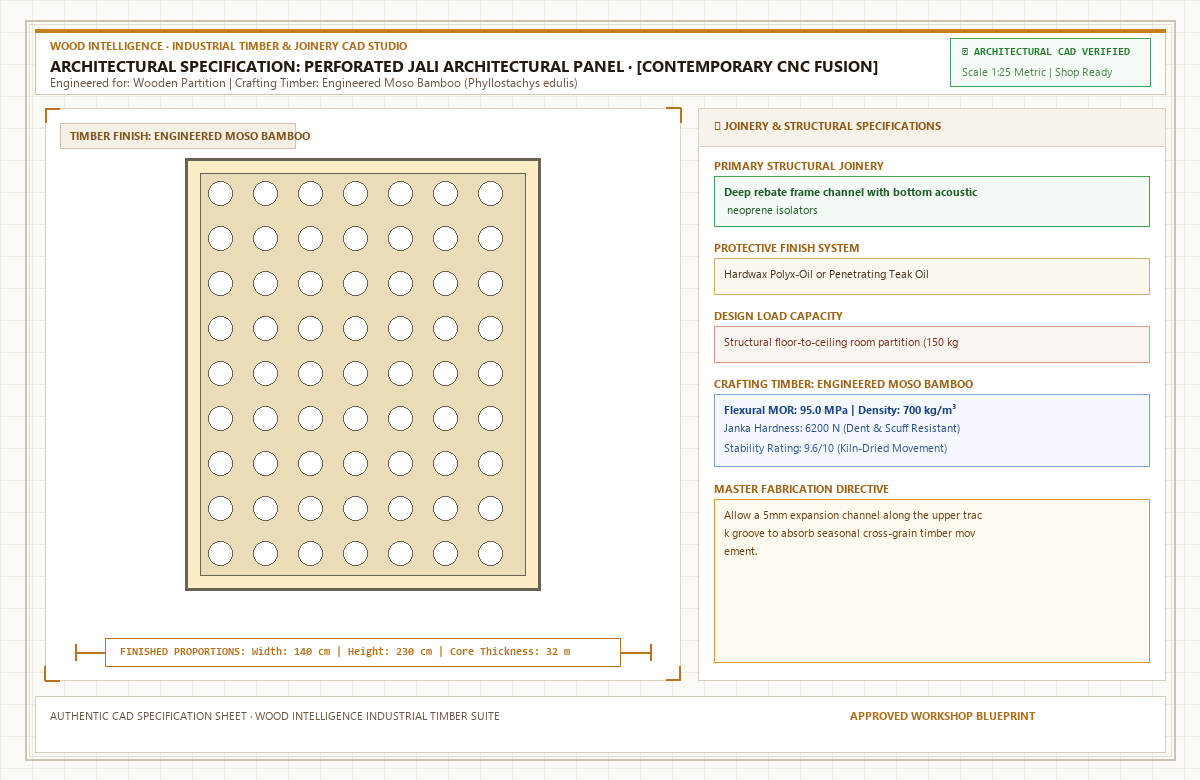 WOOD INTELLIGENCE · INDUSTRIAL TIMBER & JOINERY CAD STUDIO
ARCHITECTURAL SPECIFICATION: PERFORATED JALI ARCHITECTURAL PANEL · [CONTEMPORARY CNC FUSION]
Engineered for: Wooden Partition | Crafting Timber: Engineered Moso Bamboo (Phyllostachys edulis)
ARCHITECTURAL CAD VERIFIED
Scale 1:25 Metric | Shop Ready
TIMBER FINISH: ENGINEERED MOSO BAMBOO
FINISHED PROPORTIONS: Width: 140 cm | Height: 230 cm | Core Thickness: 32 m
JOINERY & STRUCTURAL SPECIFICATIONS
PRIMARY STRUCTURAL JOINERY
Deep rebate frame channel with bottom acoustic
neoprene isolators
PROTECTIVE FINISH SYSTEM
Hardwax Polyx-Oil or Penetrating Teak Oil
DESIGN LOAD CAPACITY
Structural floor-to-ceiling room partition (150 kg
CRAFTING TIMBER: ENGINEERED MOSO BAMBOO
Flexural MOR: 95.0 MPa | Density: 700 kg/m³
Janka Hardness: 6200 N (Dent & Scuff Resistant)
Stability Rating: 9.6/10 (Kiln-Dried Movement)
MASTER FABRICATION DIRECTIVE
Allow a 5mm expansion channel along the upper trac
k groove to absorb seasonal cross-grain timber mov
ement.
AUTHENTIC CAD SPECIFICATION SHEET · WOOD INTELLIGENCE INDUSTRIAL TIMBER SUITE
APPROVED WORKSHOP BLUEPRINT